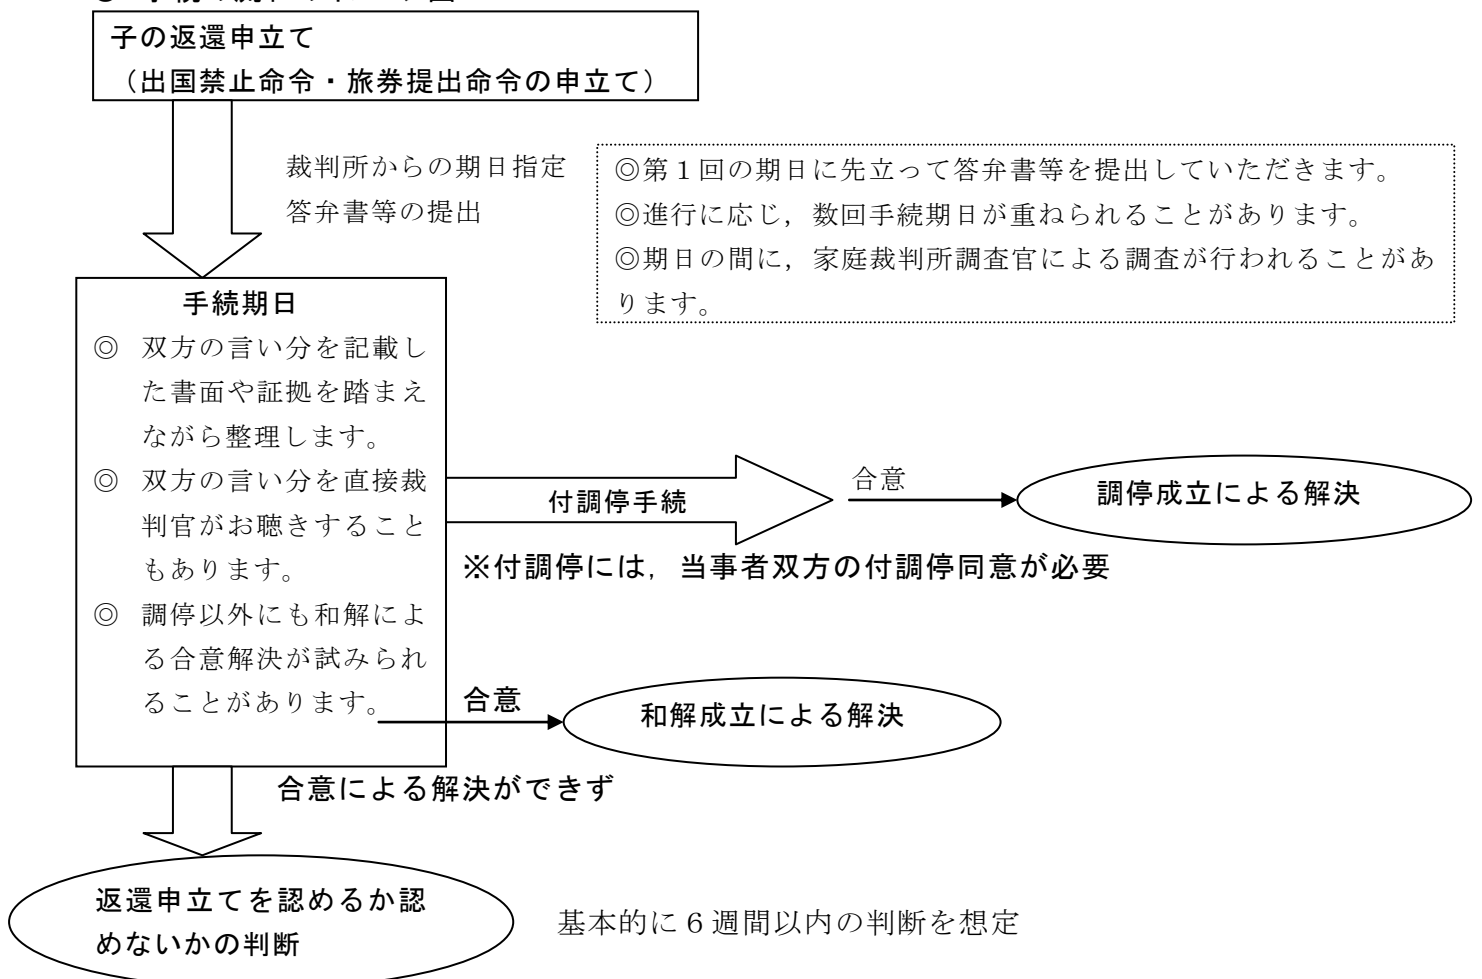 子の返還申立て
（出国禁止命令・旅券提出命令の申立て）
裁判所からの期日指定
答弁書等の提出
◎第１回の期日に先立って答弁書等を提出していただきます。
◎進行に応じ，数回手続期日が重ねられることがあります。
◎期日の間に，家庭裁判所調査官による調査が行われることがあ
ります。
手続期日
◎　双方の言い分を記載し
た書面や証拠を踏まえ
ながら整理します。
◎　双方の言い分を直接裁
判官がお聴きすること
もあります。
◎　調停以外にも和解によ
る合意解決が試みられ
ることがあります。
付調停手続
合意
調停成立による解決
※付調停には，当事者双方の付調停同意が必要
合意
和解成立による解決
合意による解決ができず
返還申立てを認めるか認
めないかの判断
基本的に６週間以内の判断を想定